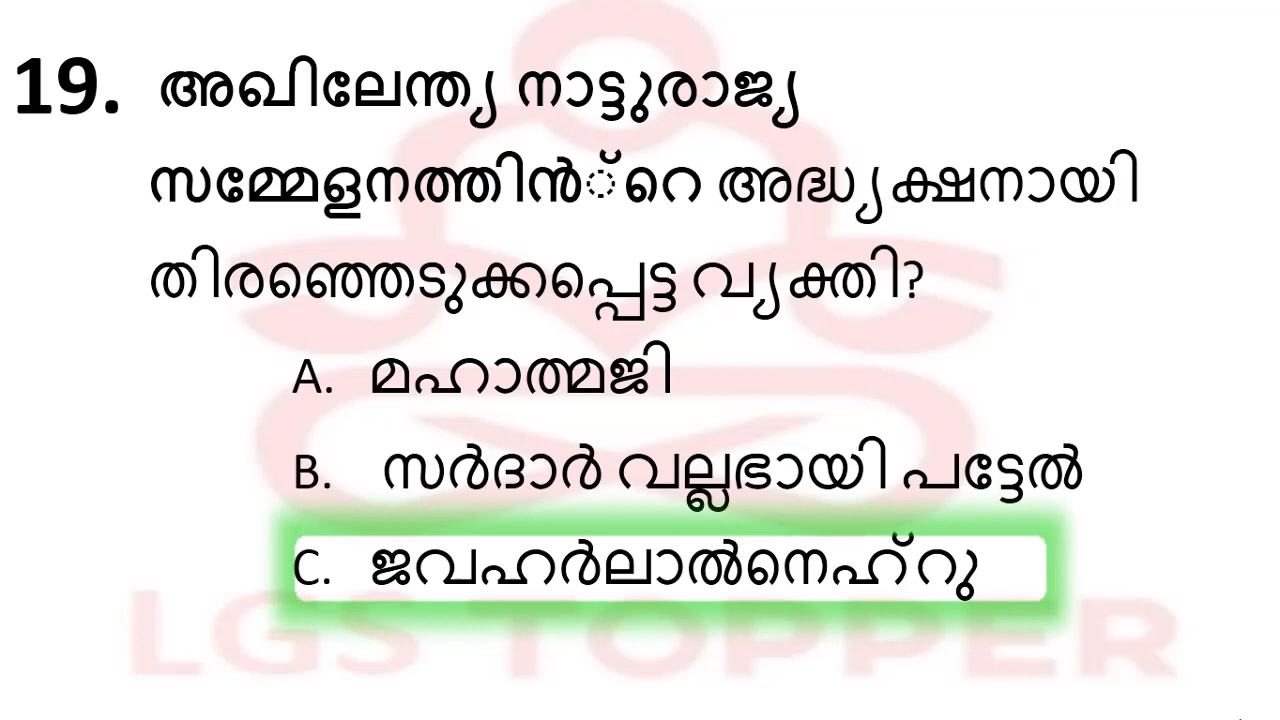 19. അഖിലേന്ത്യ നാട്ടുരാജ്യ
സമ്മേളനത്തിൻ്റെ അദ്ധ്യക്ഷനായി
തിരഞ്ഞെടുക്കപ്പെട്ട വ്യക്തി?
A. മഹാത്മജി
B. സർദാർ വല്ലഭായി പട്ടേൽ
C. ജവഹർലാൽനെഹ്റു
LGS TOPPER